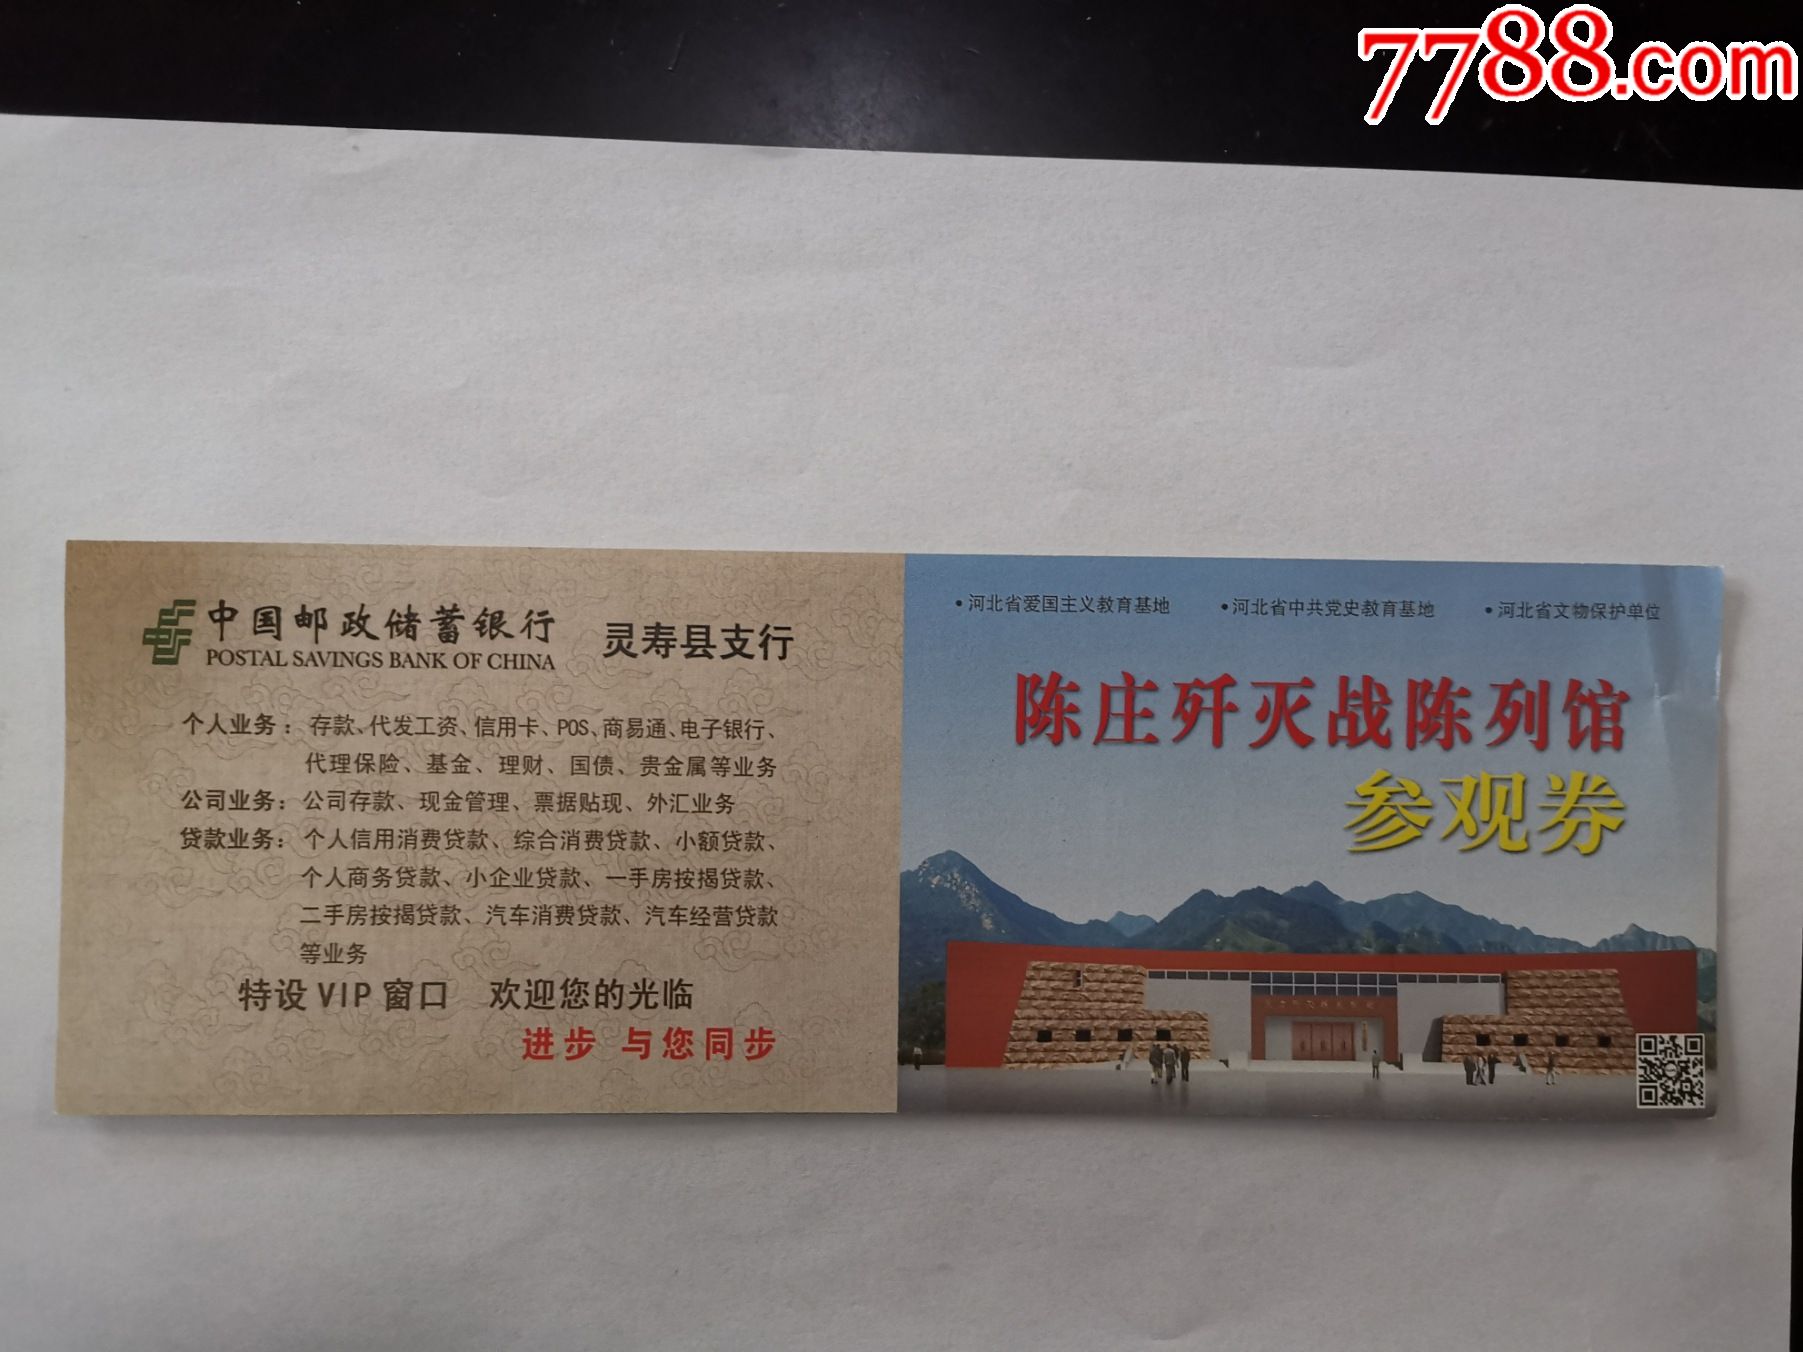 7788.com
中国邮政储蓄银行 灵寿县支行
POSTAL SAVINGS BANK OF CHINA
个人业务：存款、代发工资、信用卡、POS、商易通、电子银行、
代理保险、基金、理财、国债、贵金属等业务
公司业务：公司存款、现金管理、票据贴现、外汇业务
贷款业务：个人信用消费贷款、综合消费贷款、小额贷款、
个人商务贷款、小企业贷款、一手房按揭贷款、
二手房按揭贷款、汽车消费贷款、汽车经营贷款
等业务
特设 VIP 窗口 欢迎您的光临
进步 与您同步
•河北省爱国主义教育基地 •河北省中共党史教育基地 •河北省文物保护单位
陈庄歼灭战陈列馆
参观券